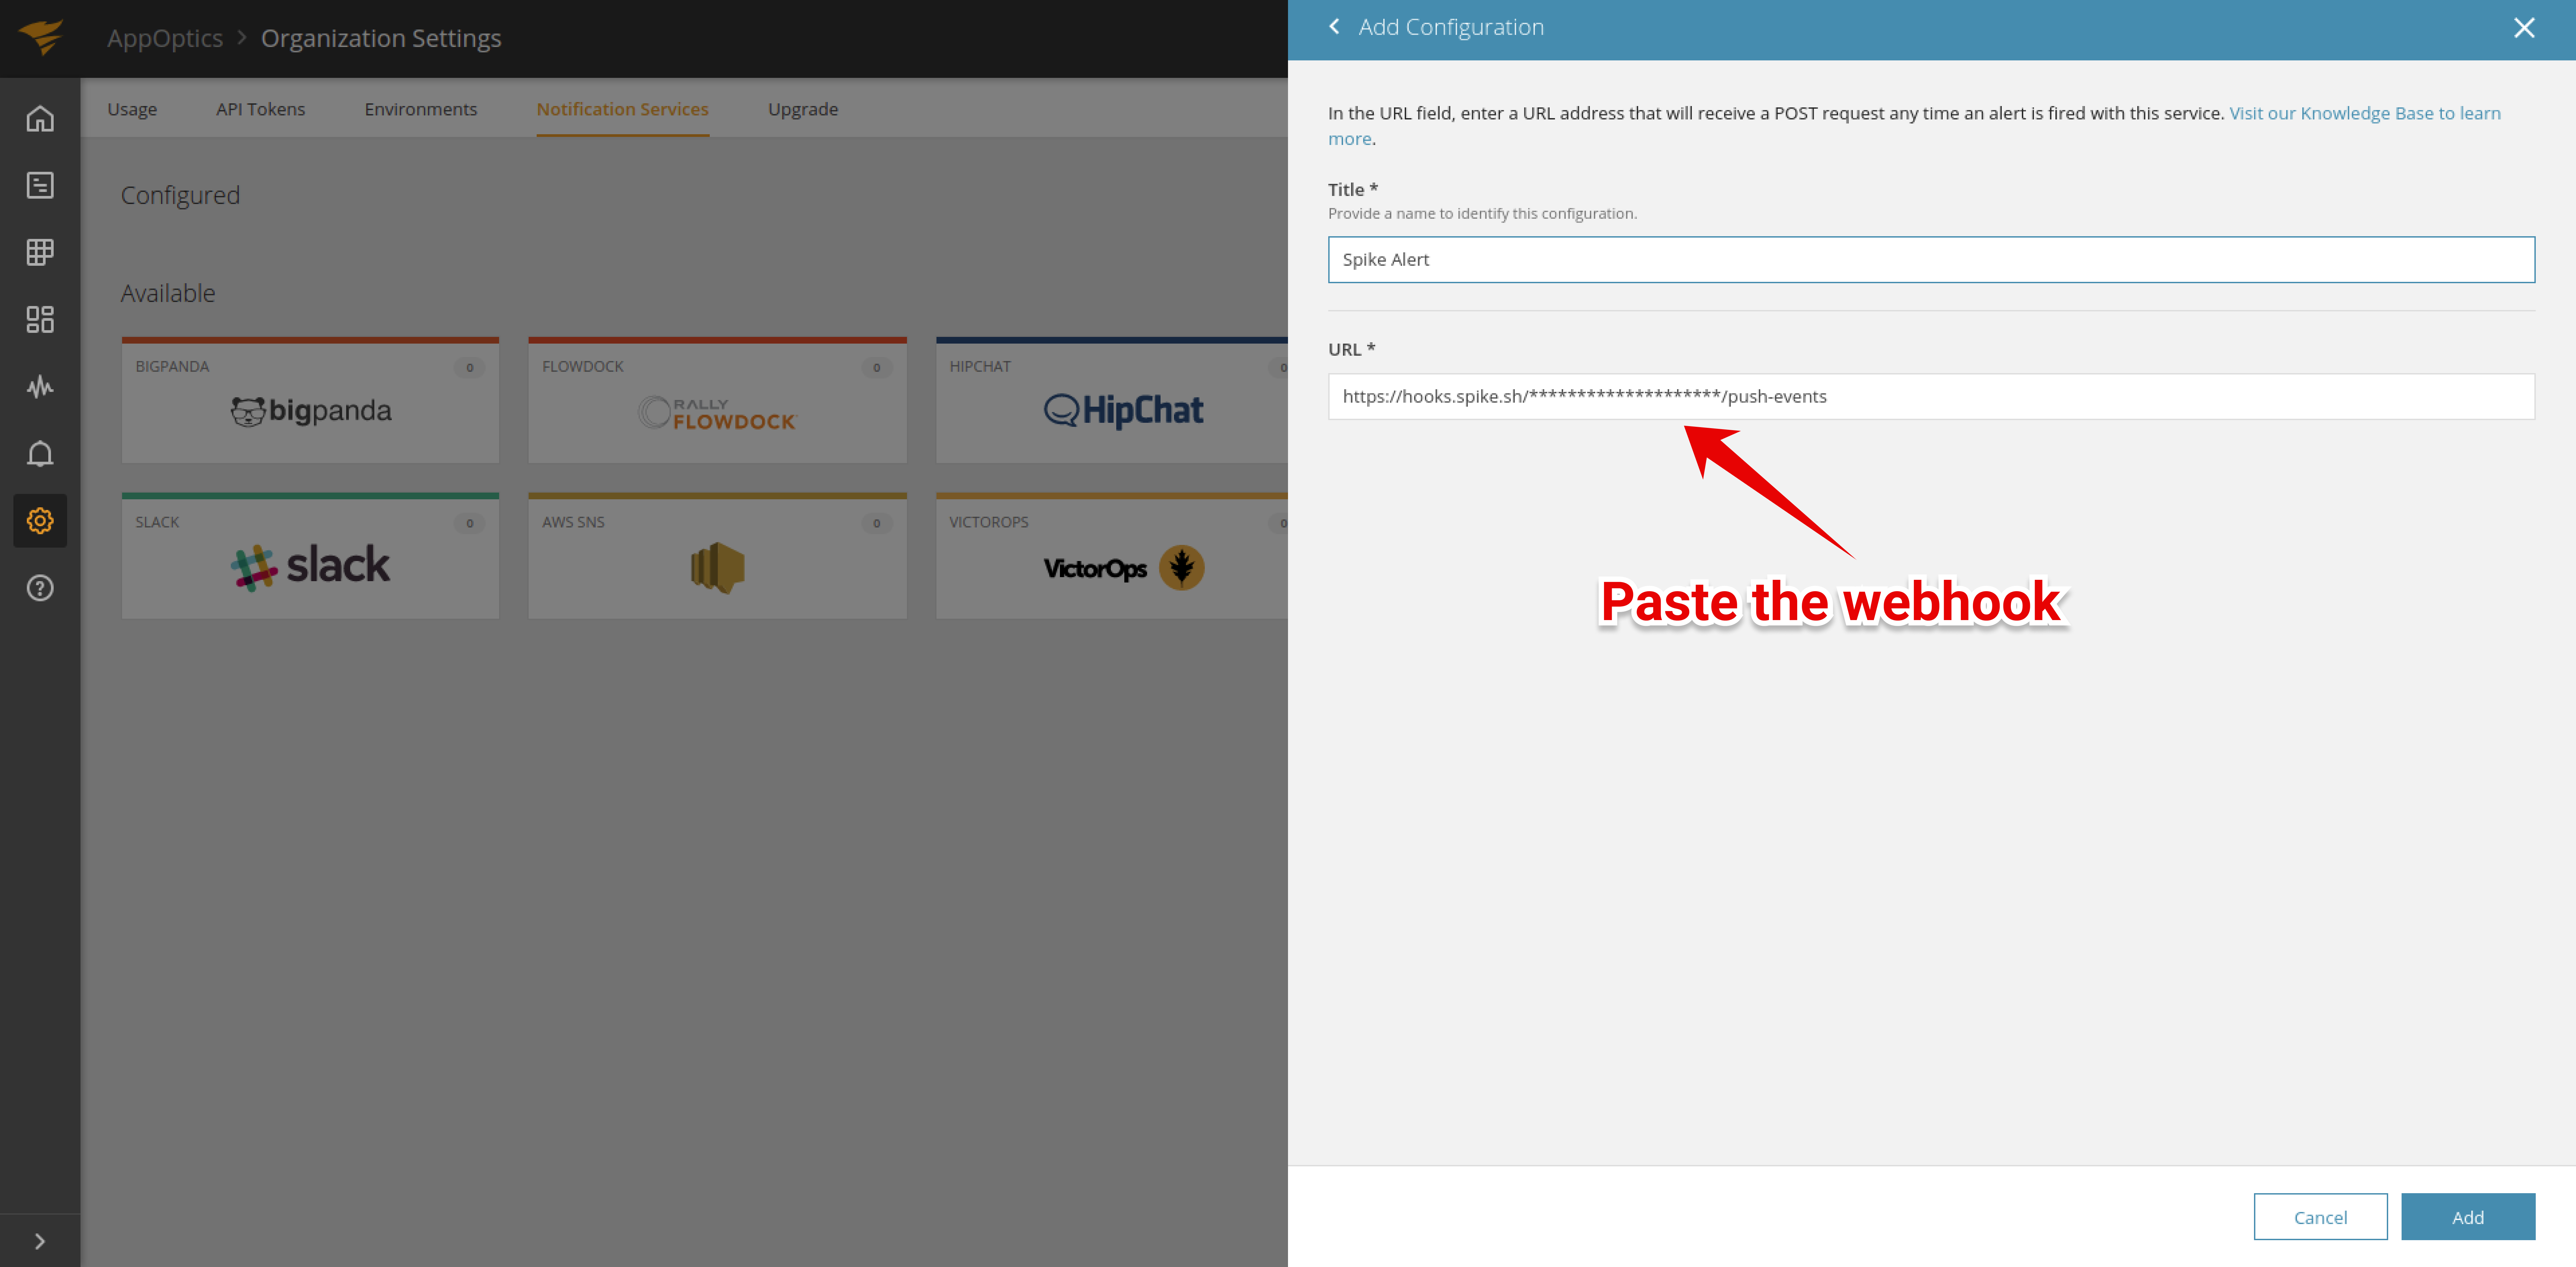 AppOptics > Organization Settings
Usage API Tokens Environments Notification Services Upgrade
Configured
Available
BIGPANDA 0
bigpanda
FLOWDOCK 0
RALLY
FLOWDOCK
HIPCHAT 0
HipChat
SLACK 0
slack
AWS SNS 0
VICTOROPS 0
VictorOps
Add Configuration
In the URL field, enter a URL address that will receive a POST request any time an alert is fired with this service. Visit our Knowledge Base to learn
more.
Title *
Provide a name to identify this configuration.
Spike Alert
URL *
https://hooks.spike.sh/********************/push-events
Paste the webhook
Cancel Add